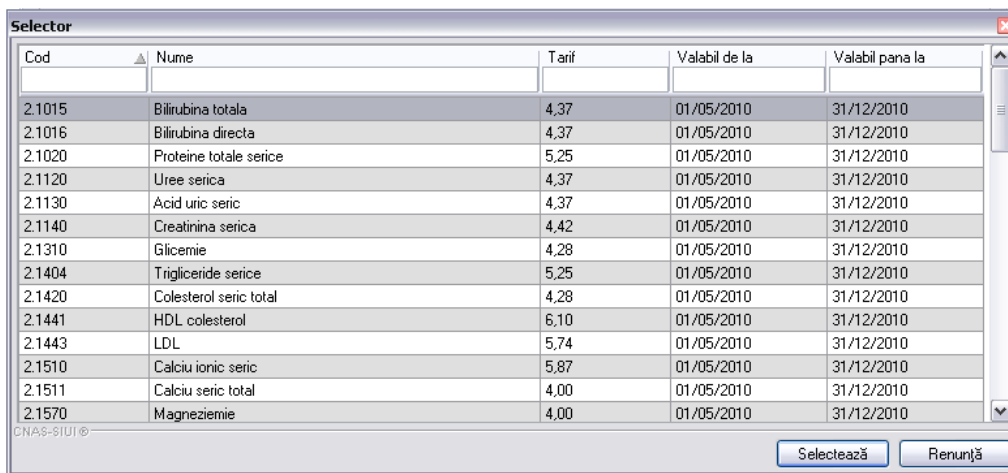 Selector
Cod Nume Tarif Valabil de la Valabil pana la
2.1015 Bilirubina totala 4,37 01/05/2010 31/12/2010
2.1016 Bilirubina directa 4,37 01/05/2010 31/12/2010
2.1020 Proteine totale serice 5,25 01/05/2010 31/12/2010
2.1120 Uree serica 4,37 01/05/2010 31/12/2010
2.1130 Acid uric seric 4,37 01/05/2010 31/12/2010
2.1140 Creatinina serica 4,42 01/05/2010 31/12/2010
2.1310 Glicemie 4,28 01/05/2010 31/12/2010
2.1404 Trigliceride serice 5,25 01/05/2010 31/12/2010
2.1420 Colesterol seric total 4,28 01/05/2010 31/12/2010
2.1441 HDL colesterol 6,10 01/05/2010 31/12/2010
2.1443 LDL 5,74 01/05/2010 31/12/2010
2.1510 Calciu ionic seric 5,87 01/05/2010 31/12/2010
2.1511 Calciu seric total 4,00 01/05/2010 31/12/2010
2.1570 Magneziemie 4,00 01/05/2010 31/12/2010
CNAS-SIUI ®
Selectează Renunţă